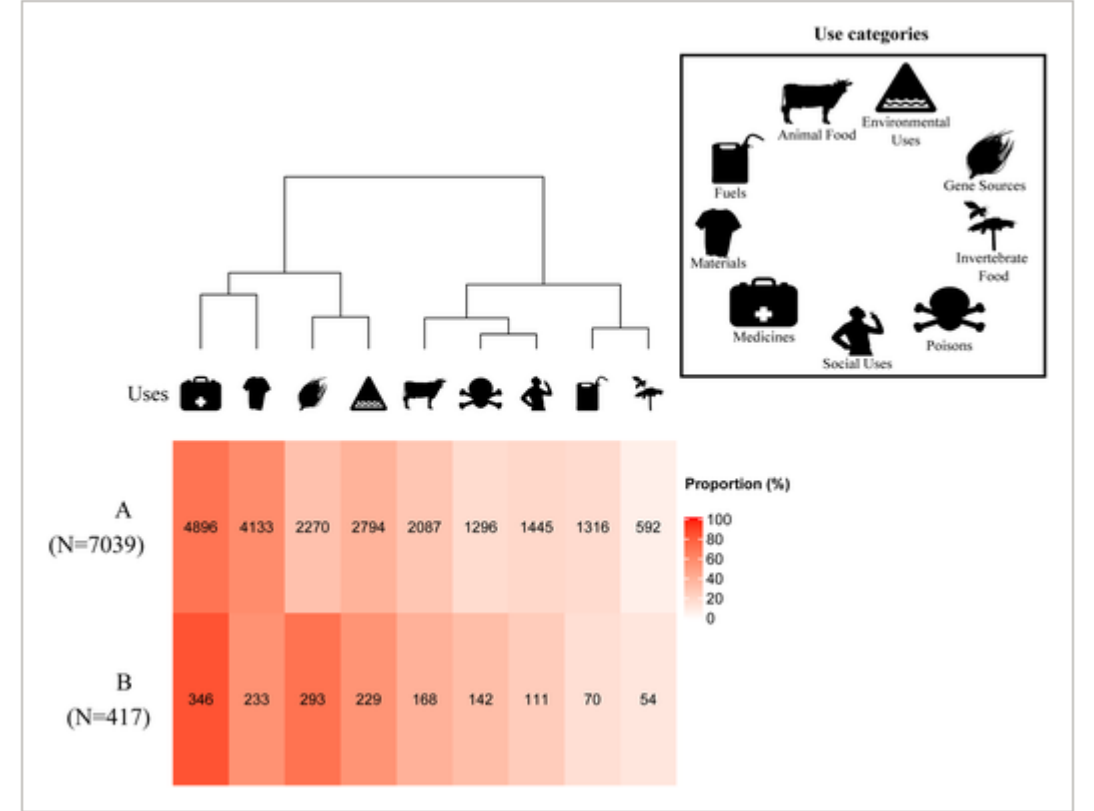 Use categories
Animal Food
Environmental
Uses
Fuels
Gene Sources
Materials
Invertebrate
Food
Medicines
Social Uses
Poisons
Uses
A
(N=7039)
4896 4133 2270 2794 2087 1296 1445 1316 592
Proportion (%)
100
80
60
40
20
0
B
(N=417)
346 233 293 229 168 142 111 70 54